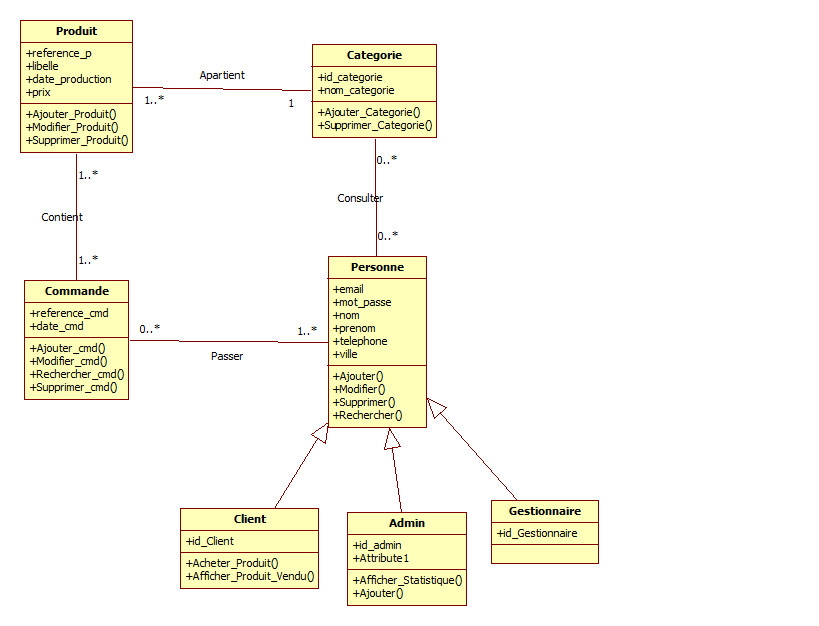 Produit
+reference_p
+libelle
+date_production
+prix
+Ajouter_Produit()
+Modifier_Produit()
+Supprimer_Produit()
Apartient
1..*
1
Categorie
+id_categorie
+nom_categorie
+Ajouter_Categorie()
+Supprimer_Categorie()
1..*
Contient
1..*
0..*
Consulter
0..*
Commande
+reference_cmd
+date_cmd
+Ajouter_cmd()
+Modifier_cmd()
+Rechercher_cmd()
+Supprimer_cmd()
0..*
1..*
Passer
Personne
+email
+mot_passe
+nom
+prenom
+telephone
+ville
+Ajouter()
+Modifier()
+Supprimer()
+Rechercher()
Client
+id_Client
+Acheter_Produit()
+Afficher_Produit_Vendu()
Admin
+id_admin
+Attribute1
+Afficher_Statistique()
+Ajouter()
Gestionnaire
+id_Gestionnaire